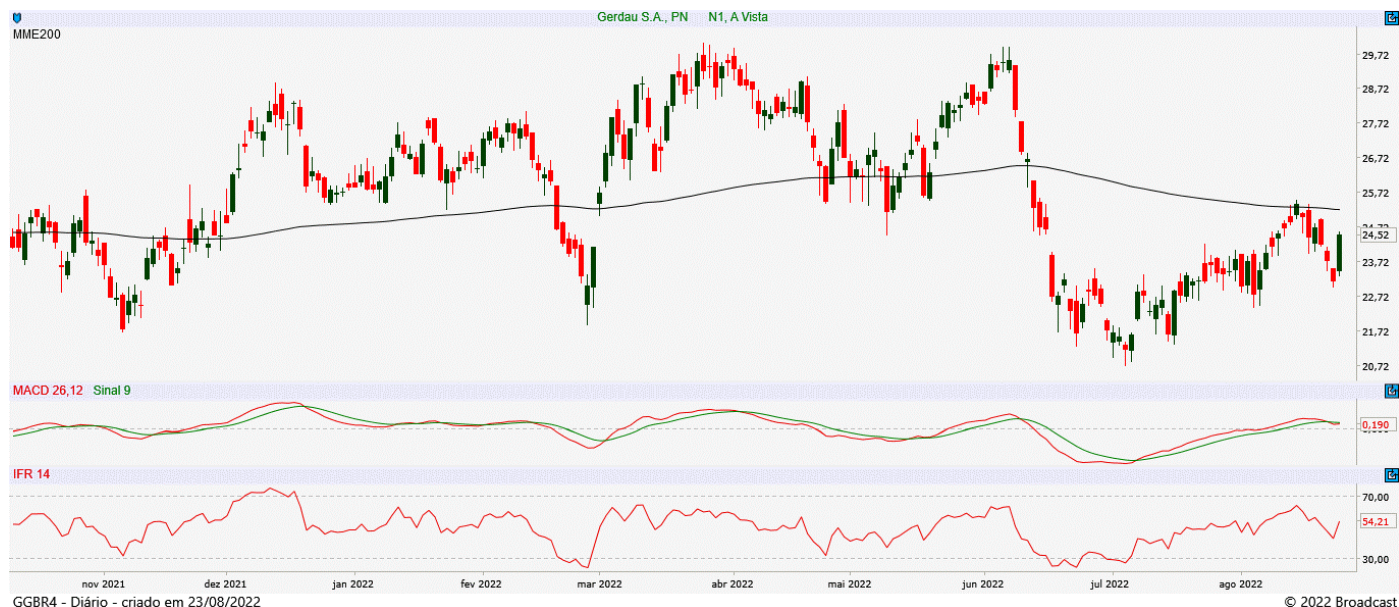 Gerdau S.A., PN N1, A Vista
MME200
29,72
28,72
27,72
26,72
25,72
24,52
23,72
22,72
21,72
20,72
MACD 26,12 Sinal 9
0,190
IFR 14
70,00
54,21
30,00
nov 2021 dez 2021 jan 2022 fev 2022 mar 2022 abr 2022 mai 2022 jun 2022 jul 2022 ago 2022
GGBR4 - Diário - criado em 23/08/2022 © 2022 Broadcast